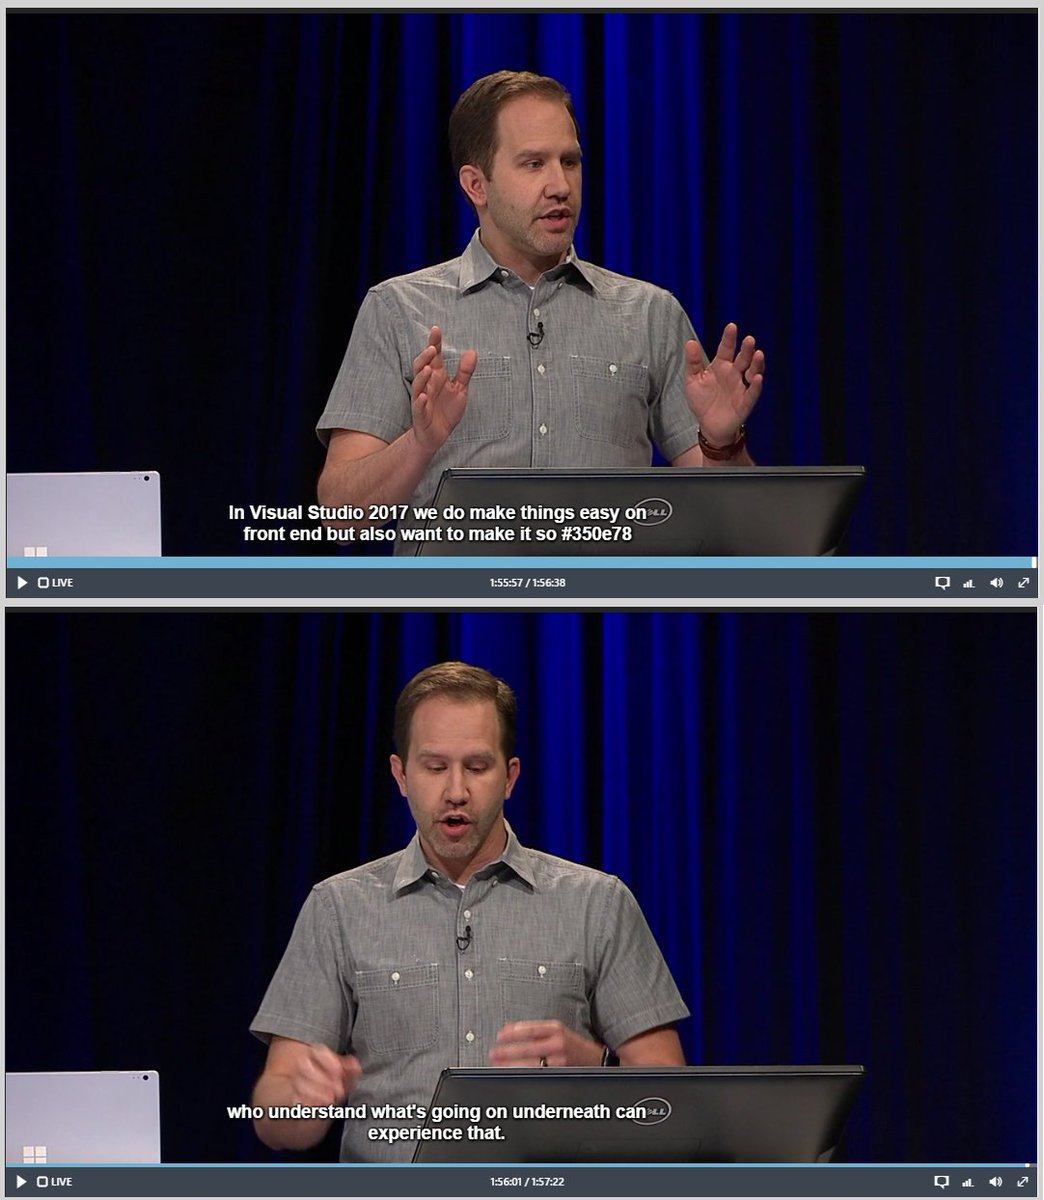 In Visual Studio 2017 we do make things easy on
front end but also want to make it so #350e78
DELL
LIVE
1:55:57 / 1:56:38
who understand what's going on underneath can
experience that.
DELL
LIVE
1:56:01 / 1:57:22